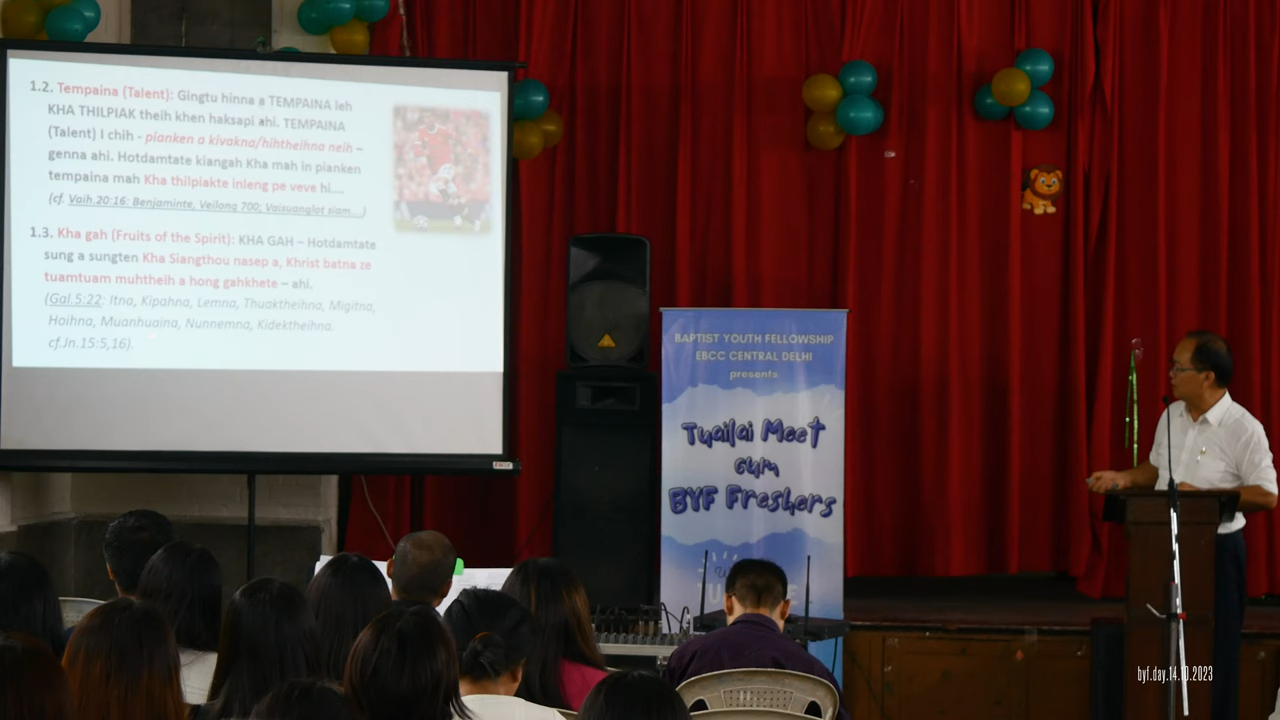 1.2. Tempaina (Talent): Gingtu hinna a TEMPAINA leh
KHA THILPIAK theih khen haksapi ahi. TEMPAINA
(Talent) I chih - pianken a kivakna/hihtheihna neih –
genna ahi. Hotdamtate kiangah Kha mah in pianken
tempaina mah Kha thilpiakte inleng pe veve hi....
(cf. Vaih.20:16: Benjaminte, Veilong 700; Vaisuanglot siam...)
1.3. Kha gah (Fruits of the Spirit): KHA GAH – Hotdamtate
sung a sungten Kha Siangthou nasep a, Khrist batna ze
tuamtuam muhtheih a hong gahkhete – ahi.
(Gal.5:22: Itna, Kipahna, Lemna, Thuaktheihna, Migitna,
Hoihna, Muanhuaina, Nunnemna, Kidektheihna.
cf.Jn.15:5,16).
BAPTIST YOUTH FELLOWSHIP
EBCC CENTRAL DELHI
presents
Tuailai Meet
cum
BYF Freshers
byf.day.14.10.2023